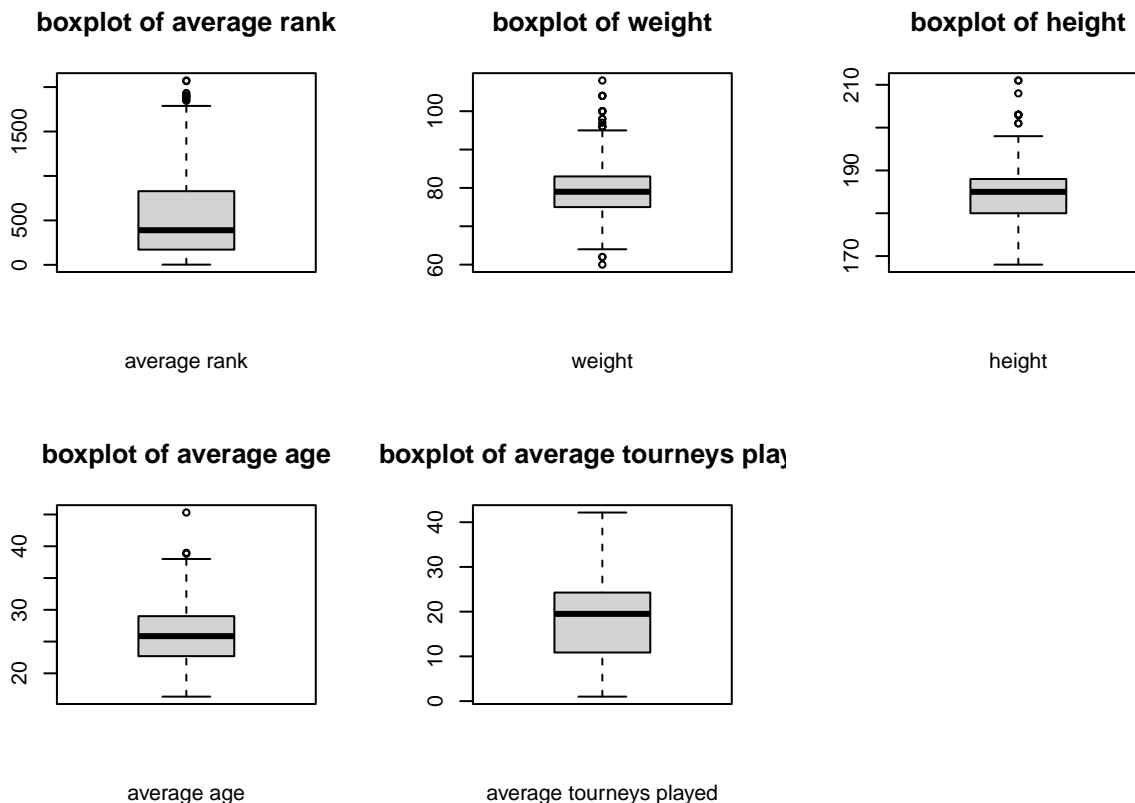 boxplot of average rank
1500
500
0
average rank
boxplot of weight
100
80
60
weight
boxplot of height
210
190
170
height
boxplot of average age
40
30
20
average age
boxplot of average tourneys play
40
30
20
10
0
average tourneys played